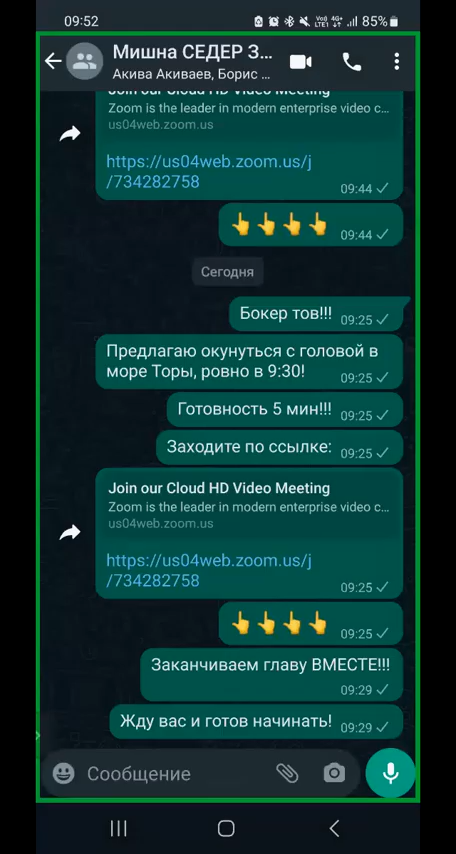 09:52
Vo))
LTE1
4G+
85%
Мишна СЕДЕР З...
Акива Акиваев, Борис ...
Join our Cloud HD Video Meeting
Zoom is the leader in modern enterprise video c...
us04web.zoom.us
https://us04web.zoom.us/j
/734282758
09:44
👆👆👆👆 09:44
Сегодня
Бокер тов!!! 09:25
Предлагаю окунуться с головой в
море Торы, ровно в 9:30!
09:25
Готовность 5 мин!!! 09:25
Заходите по ссылке: 09:25
Join our Cloud HD Video Meeting
Zoom is the leader in modern enterprise video c...
us04web.zoom.us
https://us04web.zoom.us/j
/734282758
09:25
👆👆👆👆 09:25
Заканчиваем главу ВМЕСТЕ!!!
09:29
Жду вас и готов начинать! 09:29
Сообщение